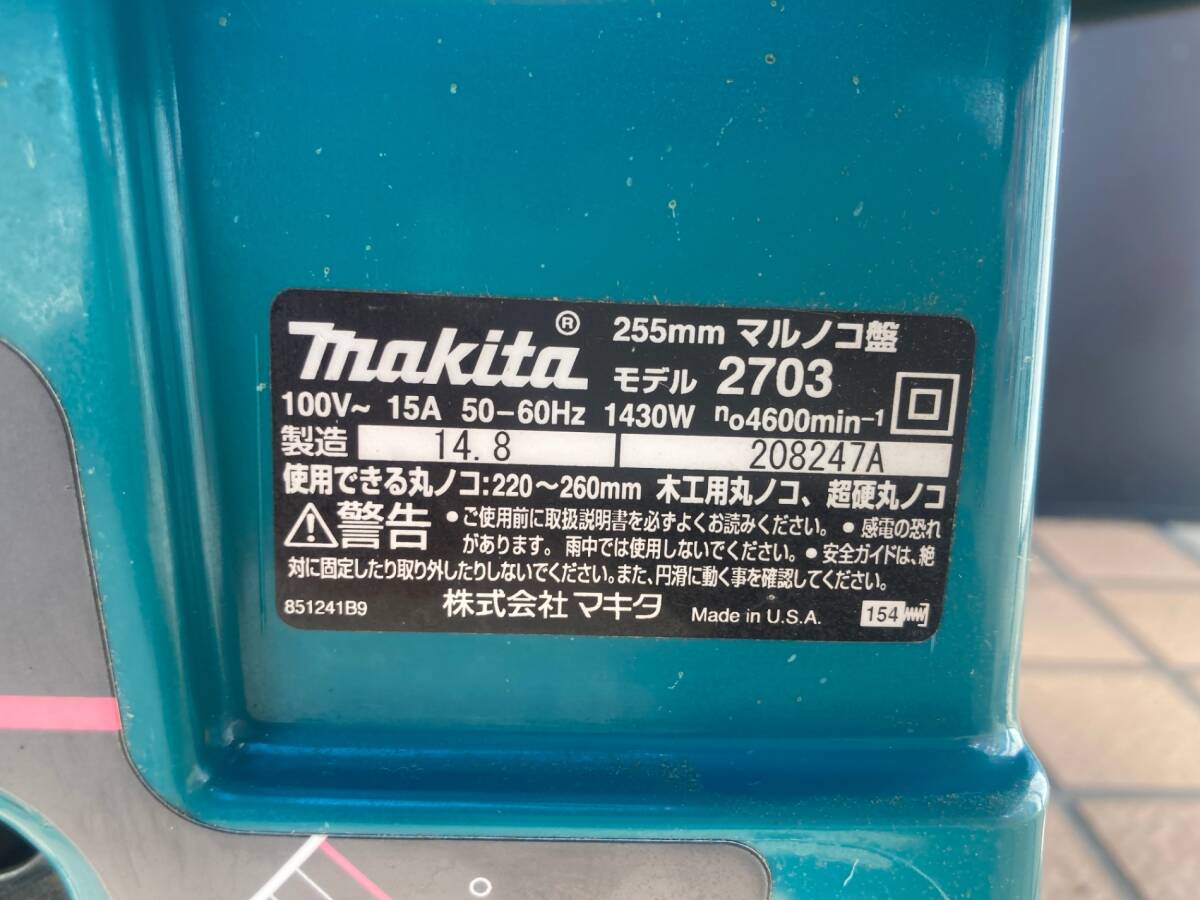 makita® 255mm マルノコ盤
モデル 2703
100V~ 15A 50-60Hz 1430W no4600min-1
製造 14.8 208247A
使用できる丸ノコ:220~260mm 木工用丸ノコ、超硬丸ノコ
警告 •ご使用前に取扱説明書を必ずよくお読みください。 •感電の恐れ
があります。雨中では使用しないでください。•安全ガイドは、絶
対に固定したり取り外したりしないでください。また、円滑に動く事を確認してください。
851241B9 株式会社マキタ Made in U.S.A. 154